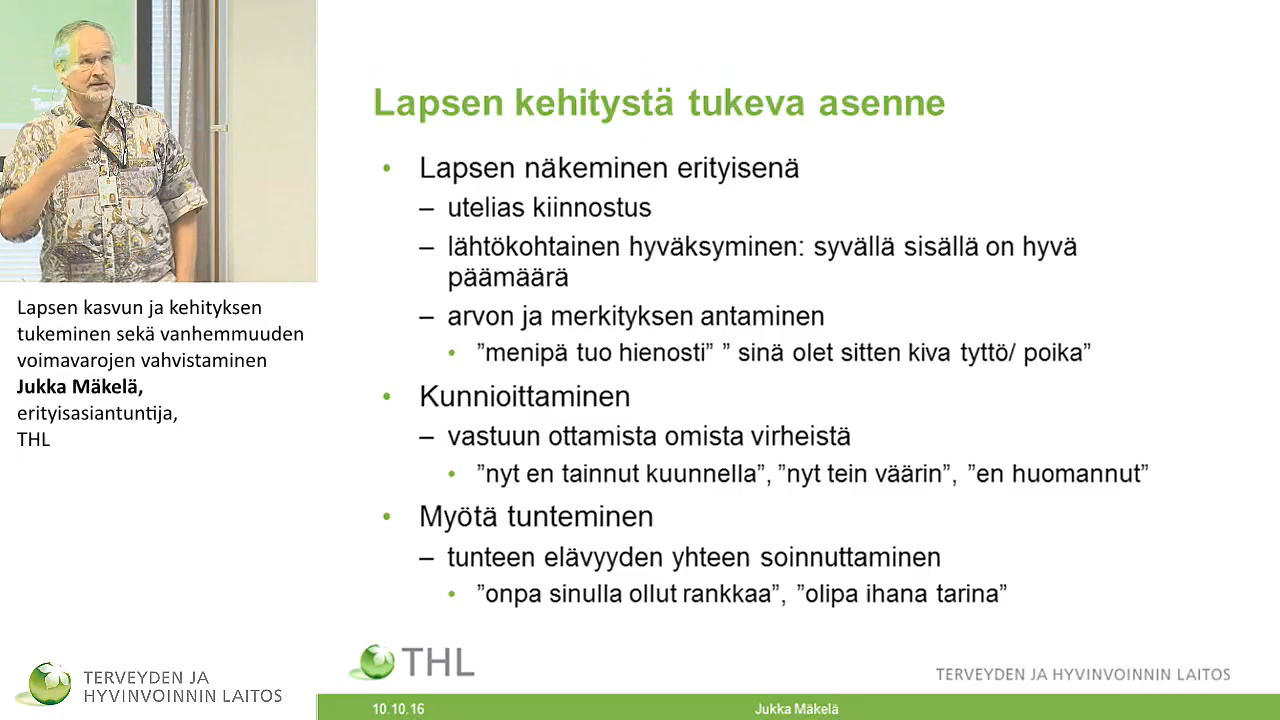 Lapsen kasvun ja kehityksen
tukeminen sekä vanhemmuuden
voimavarojen vahvistaminen
Jukka Mäkelä,
erityisasiantuntija,
THL
TERVEYDEN JA
HYVINVOINNIN LAITOS
Lapsen kehitystä tukeva asenne
• Lapsen näkeminen erityisenä
– utelias kiinnostus
– lähtökohtainen hyväksyminen: syvällä sisällä on hyvä
päämäärä
– arvon ja merkityksen antaminen
• ”menipä tuo hienosti” ” sinä olet sitten kiva tyttö/ poika”
• Kunnioittaminen
– vastuun ottamista omista virheistä
• ”nyt en tainnut kuunnella”, ”nyt tein väärin”, ”en huomannut”
• Myötä tunteminen
– tunteen elävyyden yhteen soinnuttaminen
• ”onpa sinulla ollut rankkaa”, ”olipa ihana tarina”
THL
TERVEYDEN JA HYVINVOINNIN LAITOS
10.10.16
Jukka Mäkelä